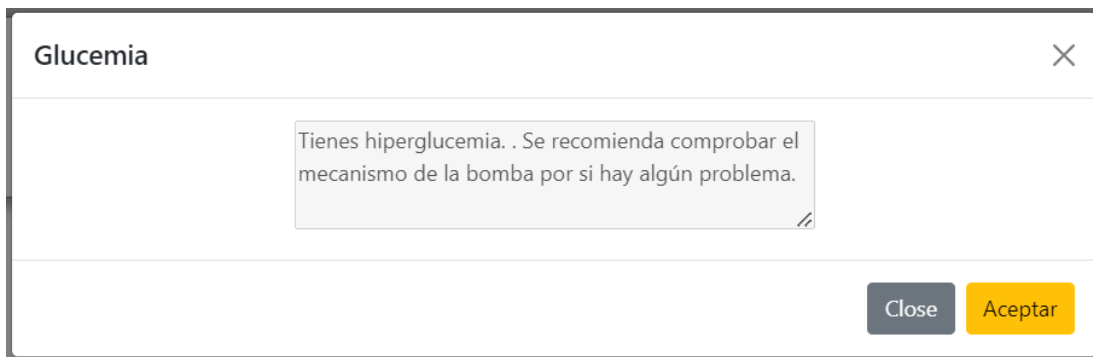 Glucemia
Tienes hiperglucemia. . Se recomienda comprobar el
mecanismo de la bomba por si hay algún problema.
Close
Aceptar